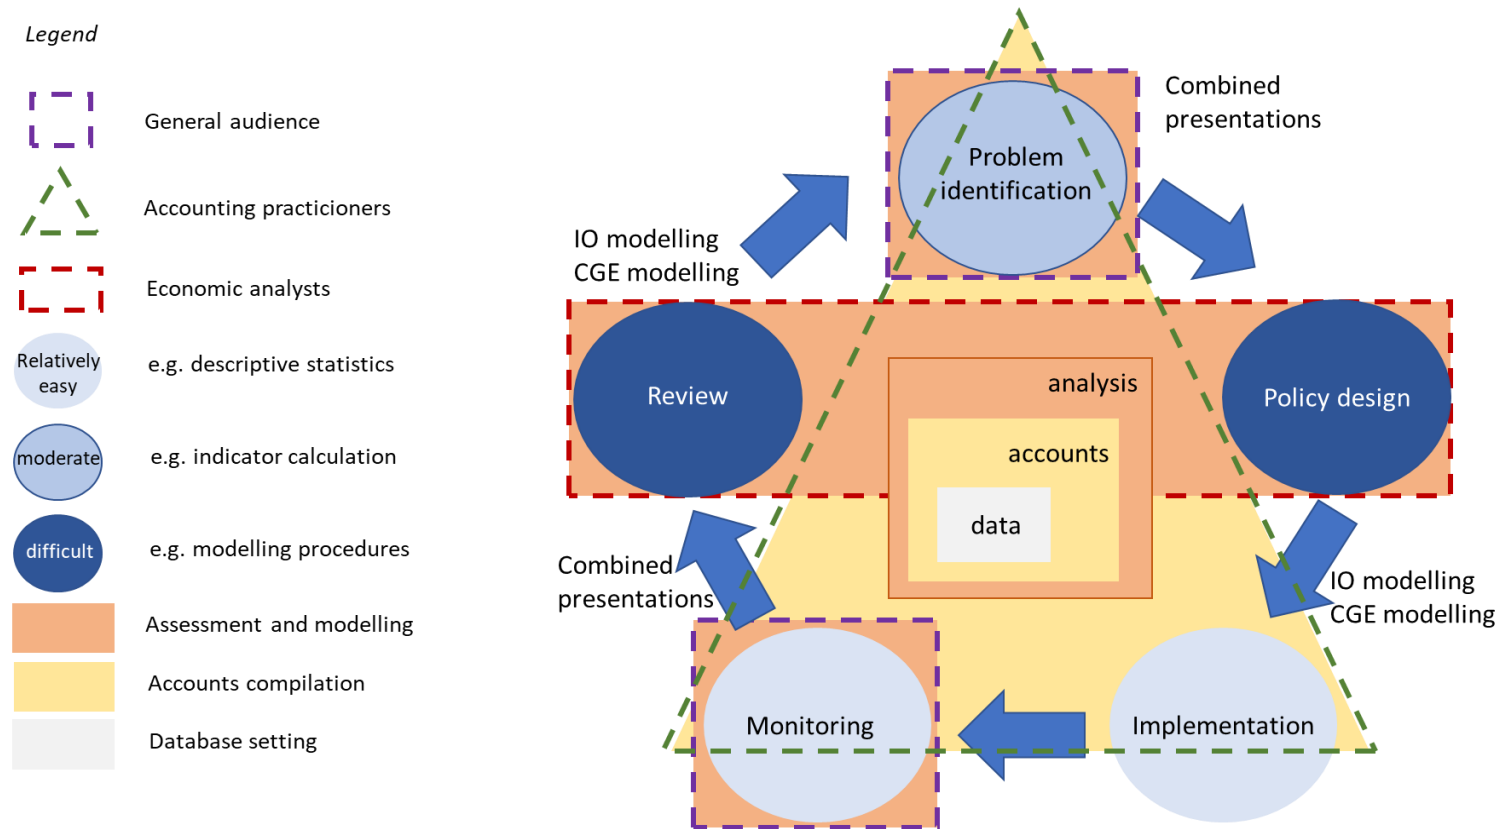 Legend
General audience
Accounting practicioners
Economic analysts
Relatively
easy
e.g. descriptive statistics
moderate
e.g. indicator calculation
difficult
e.g. modelling procedures
Assessment and modelling
Accounts compilation
Database setting
Combined
presentations
Problem
identification
IO modelling
CGE modelling
Review
analysis
Policy design
accounts
data
Combined
presentations
IO modelling
CGE modelling
Monitoring
Implementation